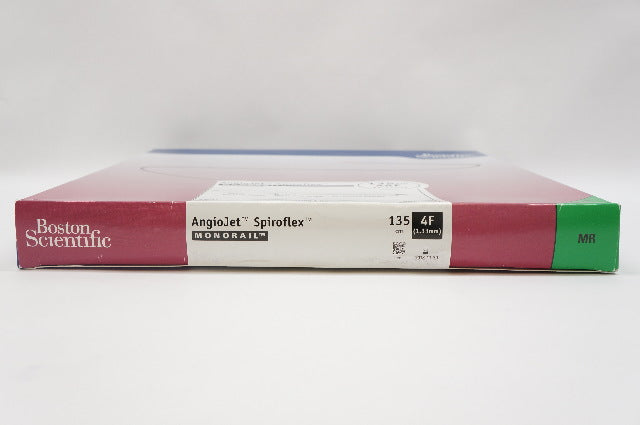 Boston
Scientific
AngioJet™ Spiroflex™
MONORAIL™
135
cm
4F
(1.33mm)
MR